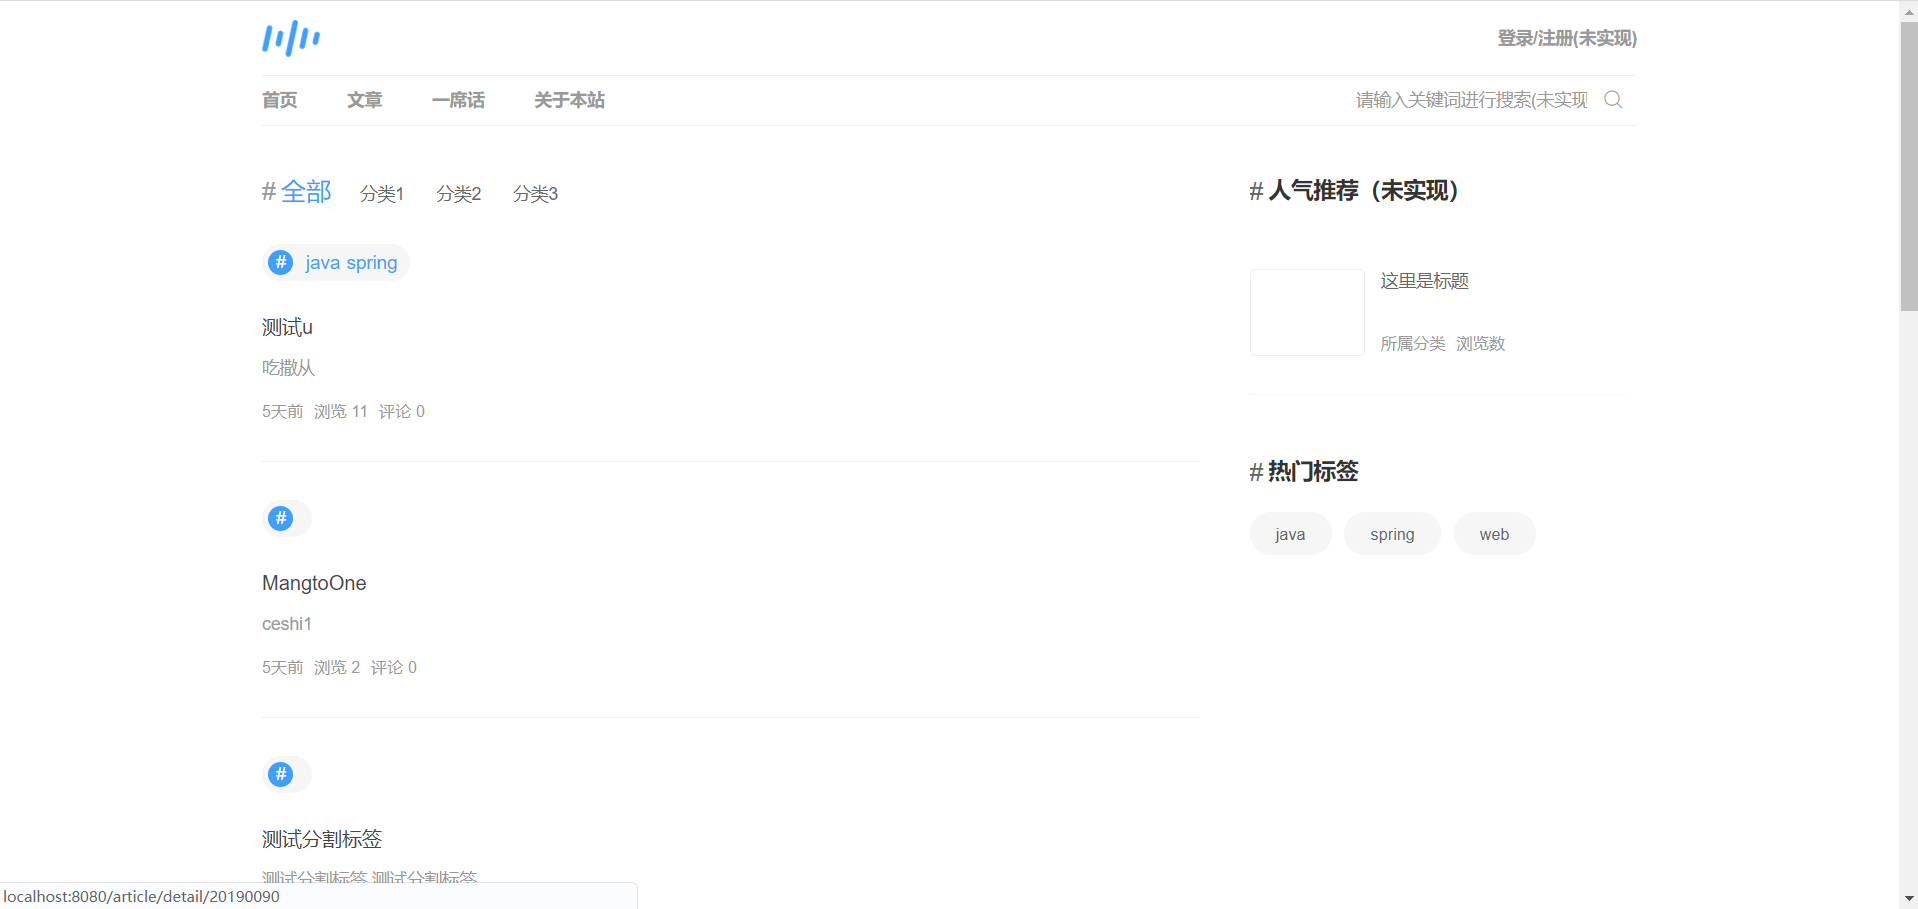 登录/注册(未实现)
首页 文章 一席话 关于本站 请输入关键词进行搜索(未实现
# 全部 分类1 分类2 分类3
# java spring
测试u
吃撒从
5天前 浏览 11 评论 0
#
MangtoOne
ceshi1
5天前 浏览 2 评论 0
#
测试分割标签
测试分割标签 测试分割标签
# 人气推荐（未实现）
这里是标题
所属分类 浏览数
# 热门标签
java spring web
localhost:8080/article/detail/20190090